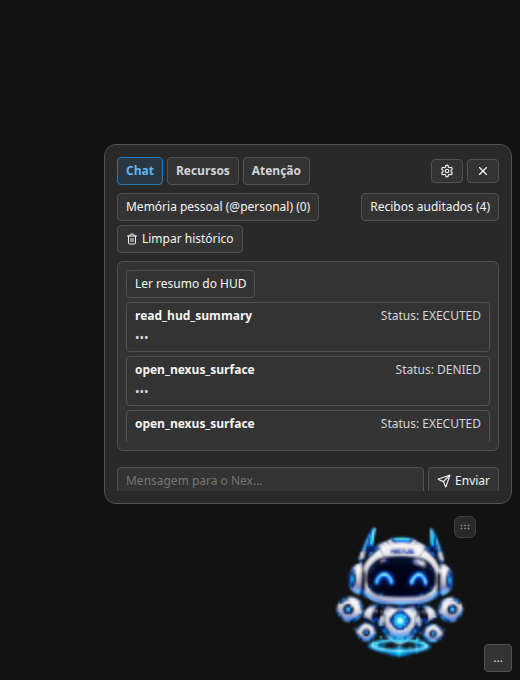 Chat Recursos Atenção
Memória pessoal (@personal) (0) Recibos auditados (4)
Limpar histórico
Ler resumo do HUD
read_hud_summary Status: EXECUTED
•••
open_nexus_surface Status: DENIED
•••
open_nexus_surface Status: EXECUTED
Mensagem para o Nex... Enviar
NEXUS
...